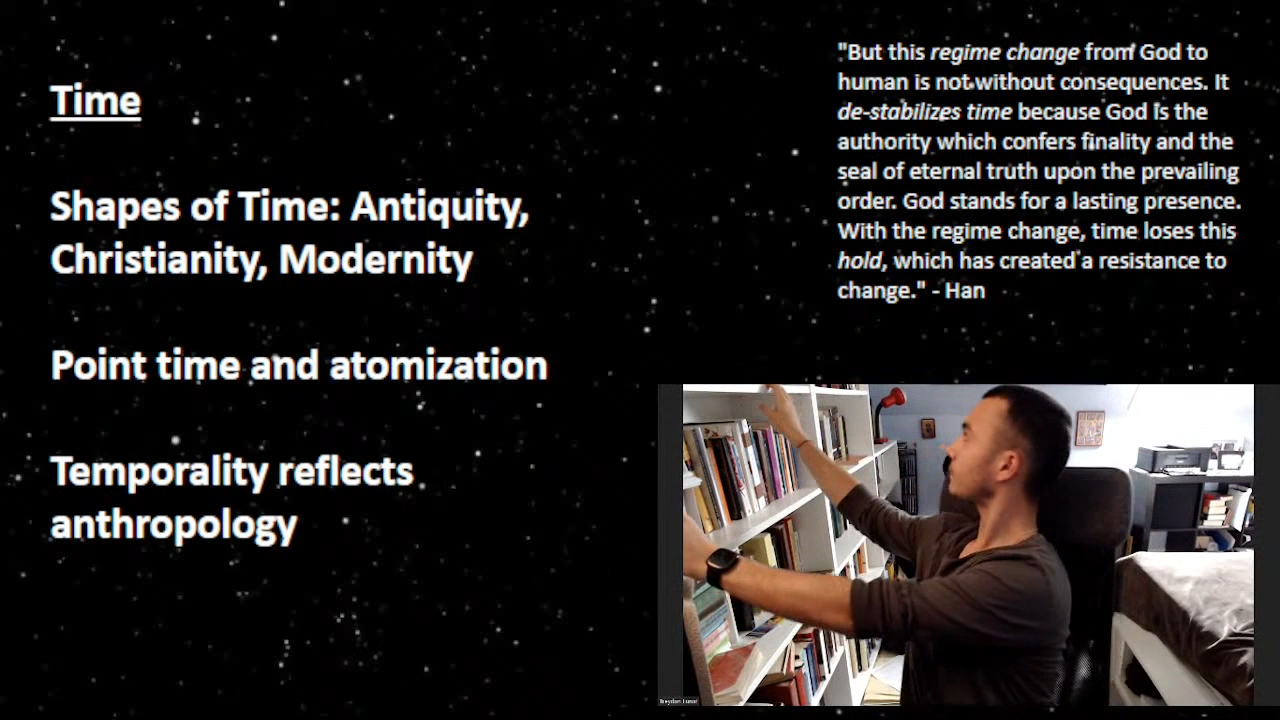 Time
Shapes of Time: Antiquity,
Christianity, Modernity
Point time and atomization
Temporality reflects
anthropology
"But this regime change from God to
human is not without consequences. It
de-stabilizes time because God is the
authority which confers finality and the
seal of eternal truth upon the prevailing
order. God stands for a lasting presence.
With the regime change, time loses this
hold, which has created a resistance to
change." - Han